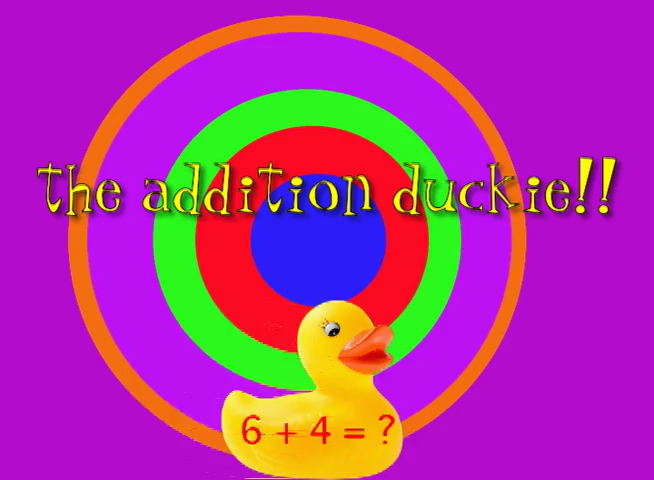 the addition duckie!!
6 + 4 = ?